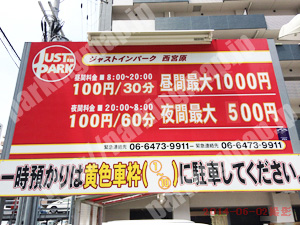 JUST IN PARK
ジャストインパーク 西宮原
昼間料金 ■ 8:00~20:00
100円/30分 昼間最大1000円
夜間料金 ■ 20:00~8:00
100円/60分 夜間最大 500円
緊急連絡先 06-6473-9911 緊急連絡先 06-6473-9911
一時預かりは黄色車枠(①~⑩)に駐車してください。